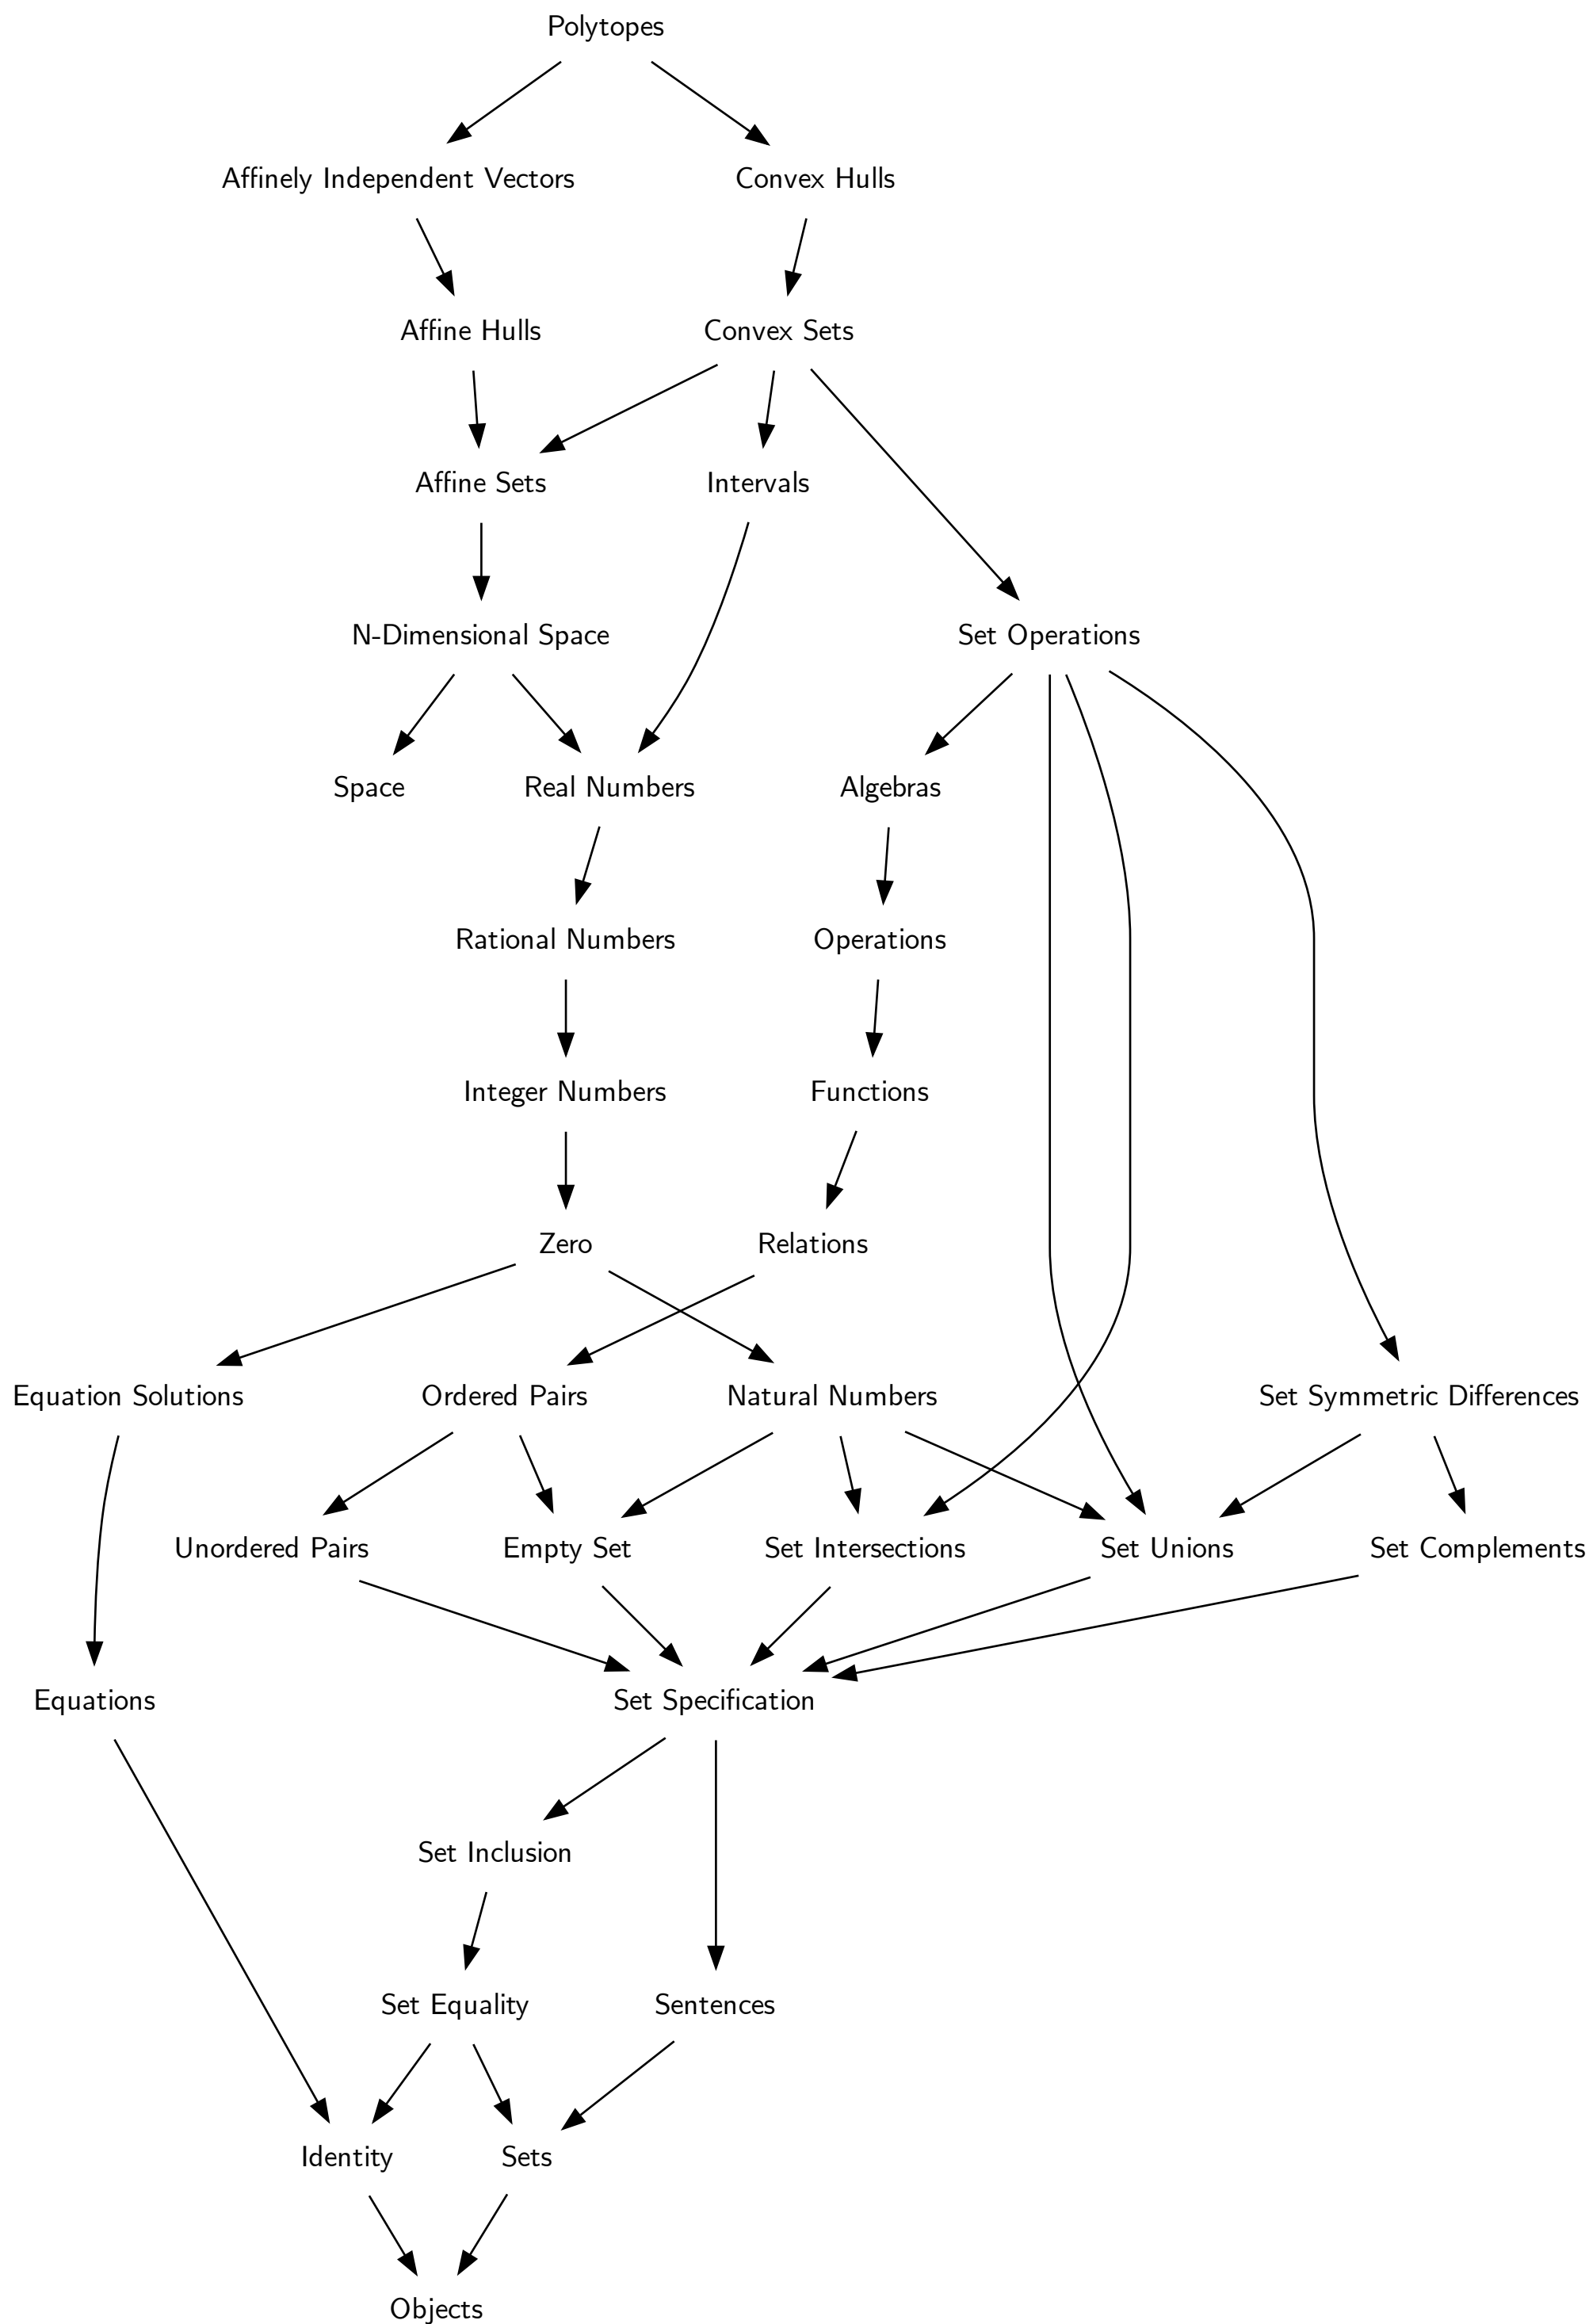 Polytopes
Affinely Independent Vectors
Convex Hulls
Affine Hulls
Convex Sets
Affine Sets
Intervals
N-Dimensional Space
Set Operations
Space
Real Numbers
Algebras
Rational Numbers
Operations
Integer Numbers
Functions
Zero
Relations
Equation Solutions
Ordered Pairs
Natural Numbers
Set Symmetric Differences
Unordered Pairs
Empty Set
Set Intersections
Set Unions
Set Complements
Equations
Set Specification
Set Inclusion
Set Equality
Sentences
Identity
Sets
Objects